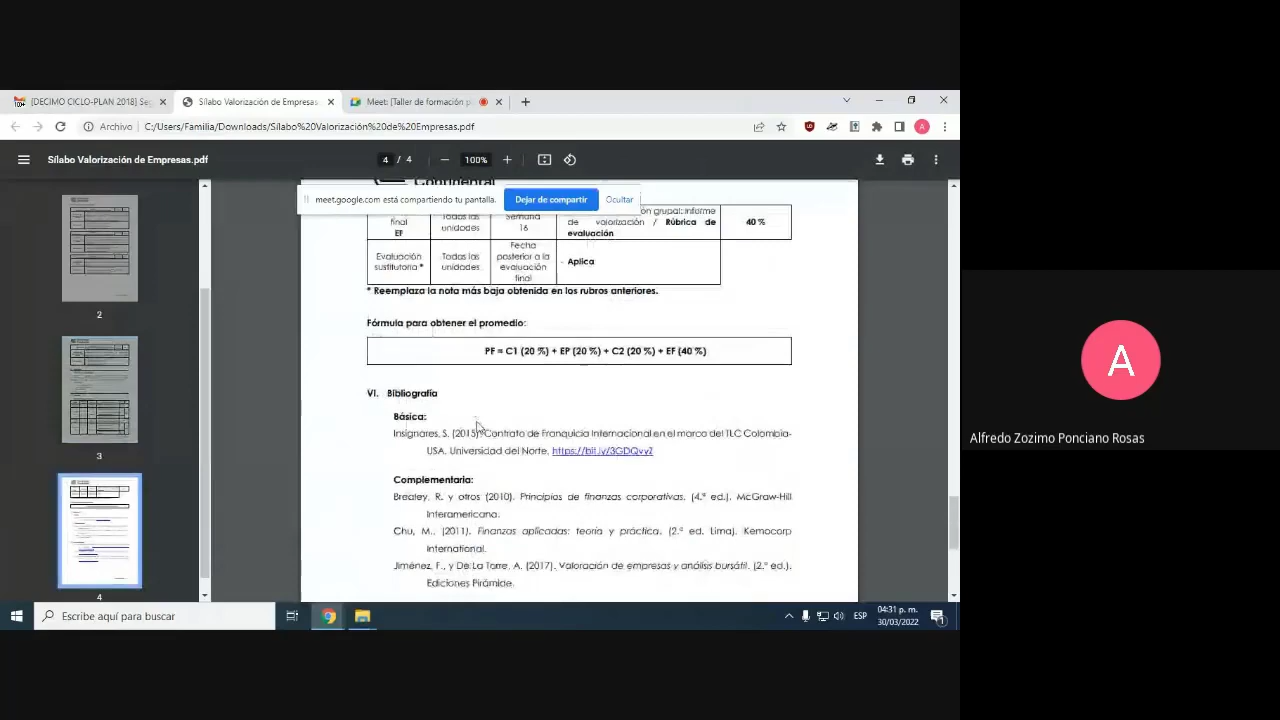 [DECIMO CICLO-PLAN 2018] Se
Sílabo Valorización de Empresas
Meet: [Taller de formación p
Archivo
C:/Users/Familia/Downloads/Sílabo%20Valorización%20de%20Empresas.pdf
Sílabo Valorización de Empresas.pdf
4 / 4
100%
Continental
meet.google.com está compartiendo tu pantalla.
Dejar de compartir
Ocultar
final
EF
Todas las
unidades
Semana
16
ón grupal: informe
de valorización / Rúbrica de
evaluación
40 %
Evaluación
sustitutoria *
Todas las
unidades
Fecha
posterior a la
evaluación
final
- Aplica
* Reemplaza la nota más baja obtenida en los rubros anteriores.
Fórmula para obtener el promedio:
PF = C1 (20 %) + EP (20 %) + C2 (20 %) + EF (40 %)
VI. Bibliografía
Básica:
Insignares, S. (2015). Contrato de Franquicia Internacional en el marco del TLC Colombia-
USA. Universidad del Norte. https://bit.ly/3GDQvyZ
Complementaria:
Brealey, R. y otros (2010). Principios de finanzas corporativas. (4.ª ed.). McGraw-Hill
Interamericana.
Chu, M., (2011). Finanzas aplicadas: teoría y práctica. (2.ª ed. Lima). Kemocorp
International.
Jiménez, F., y De La Torre, A. (2017). Valoración de empresas y análisis bursátil. (2.ª ed.).
Ediciones Pirámide.
2
3
4
Escribe aquí para buscar
ESP
04:31 p. m.
30/03/2022
A
Alfredo Zozimo Ponciano Rosas